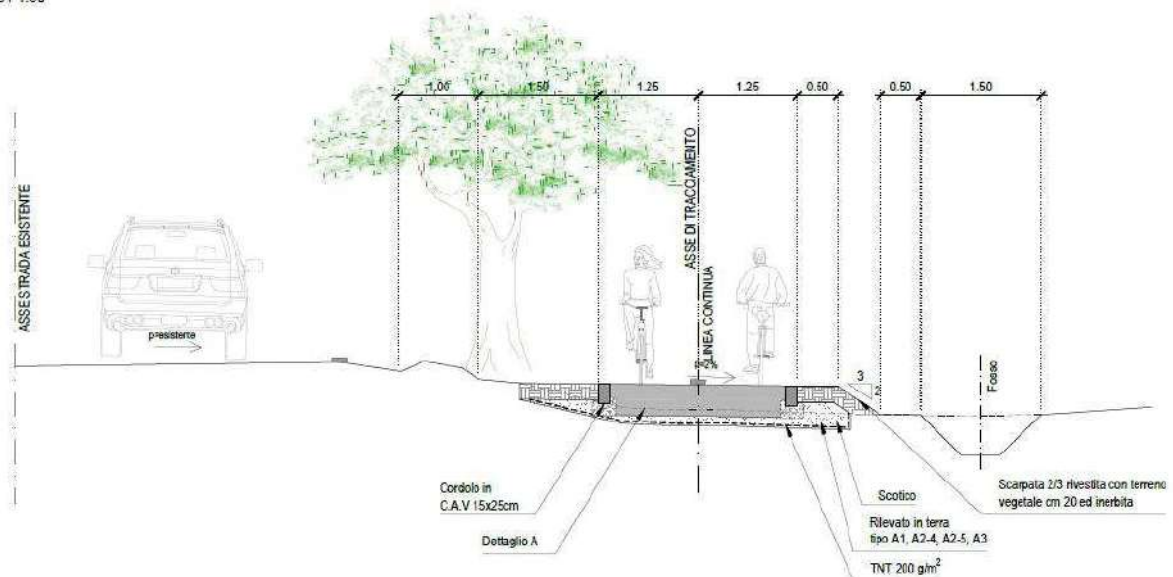 1.00
1.50
1.25
1.25
0.50
0.50
1.50
ASSE STRADA ESISTENTE
presistente
ASSE DI TRACCIAMENTO
LINEA CONTINUA
3
2
Fosso
Cordolo in
C.A.V 15x25cm
Dettaglio A
Scotico
Rilevato in terra
tipo A1, A2-4, A2-5, A3
TNT 200 g/m²
Scarpata 2/3 rivestita con terreno
vegetale cm 20 ed inerbita